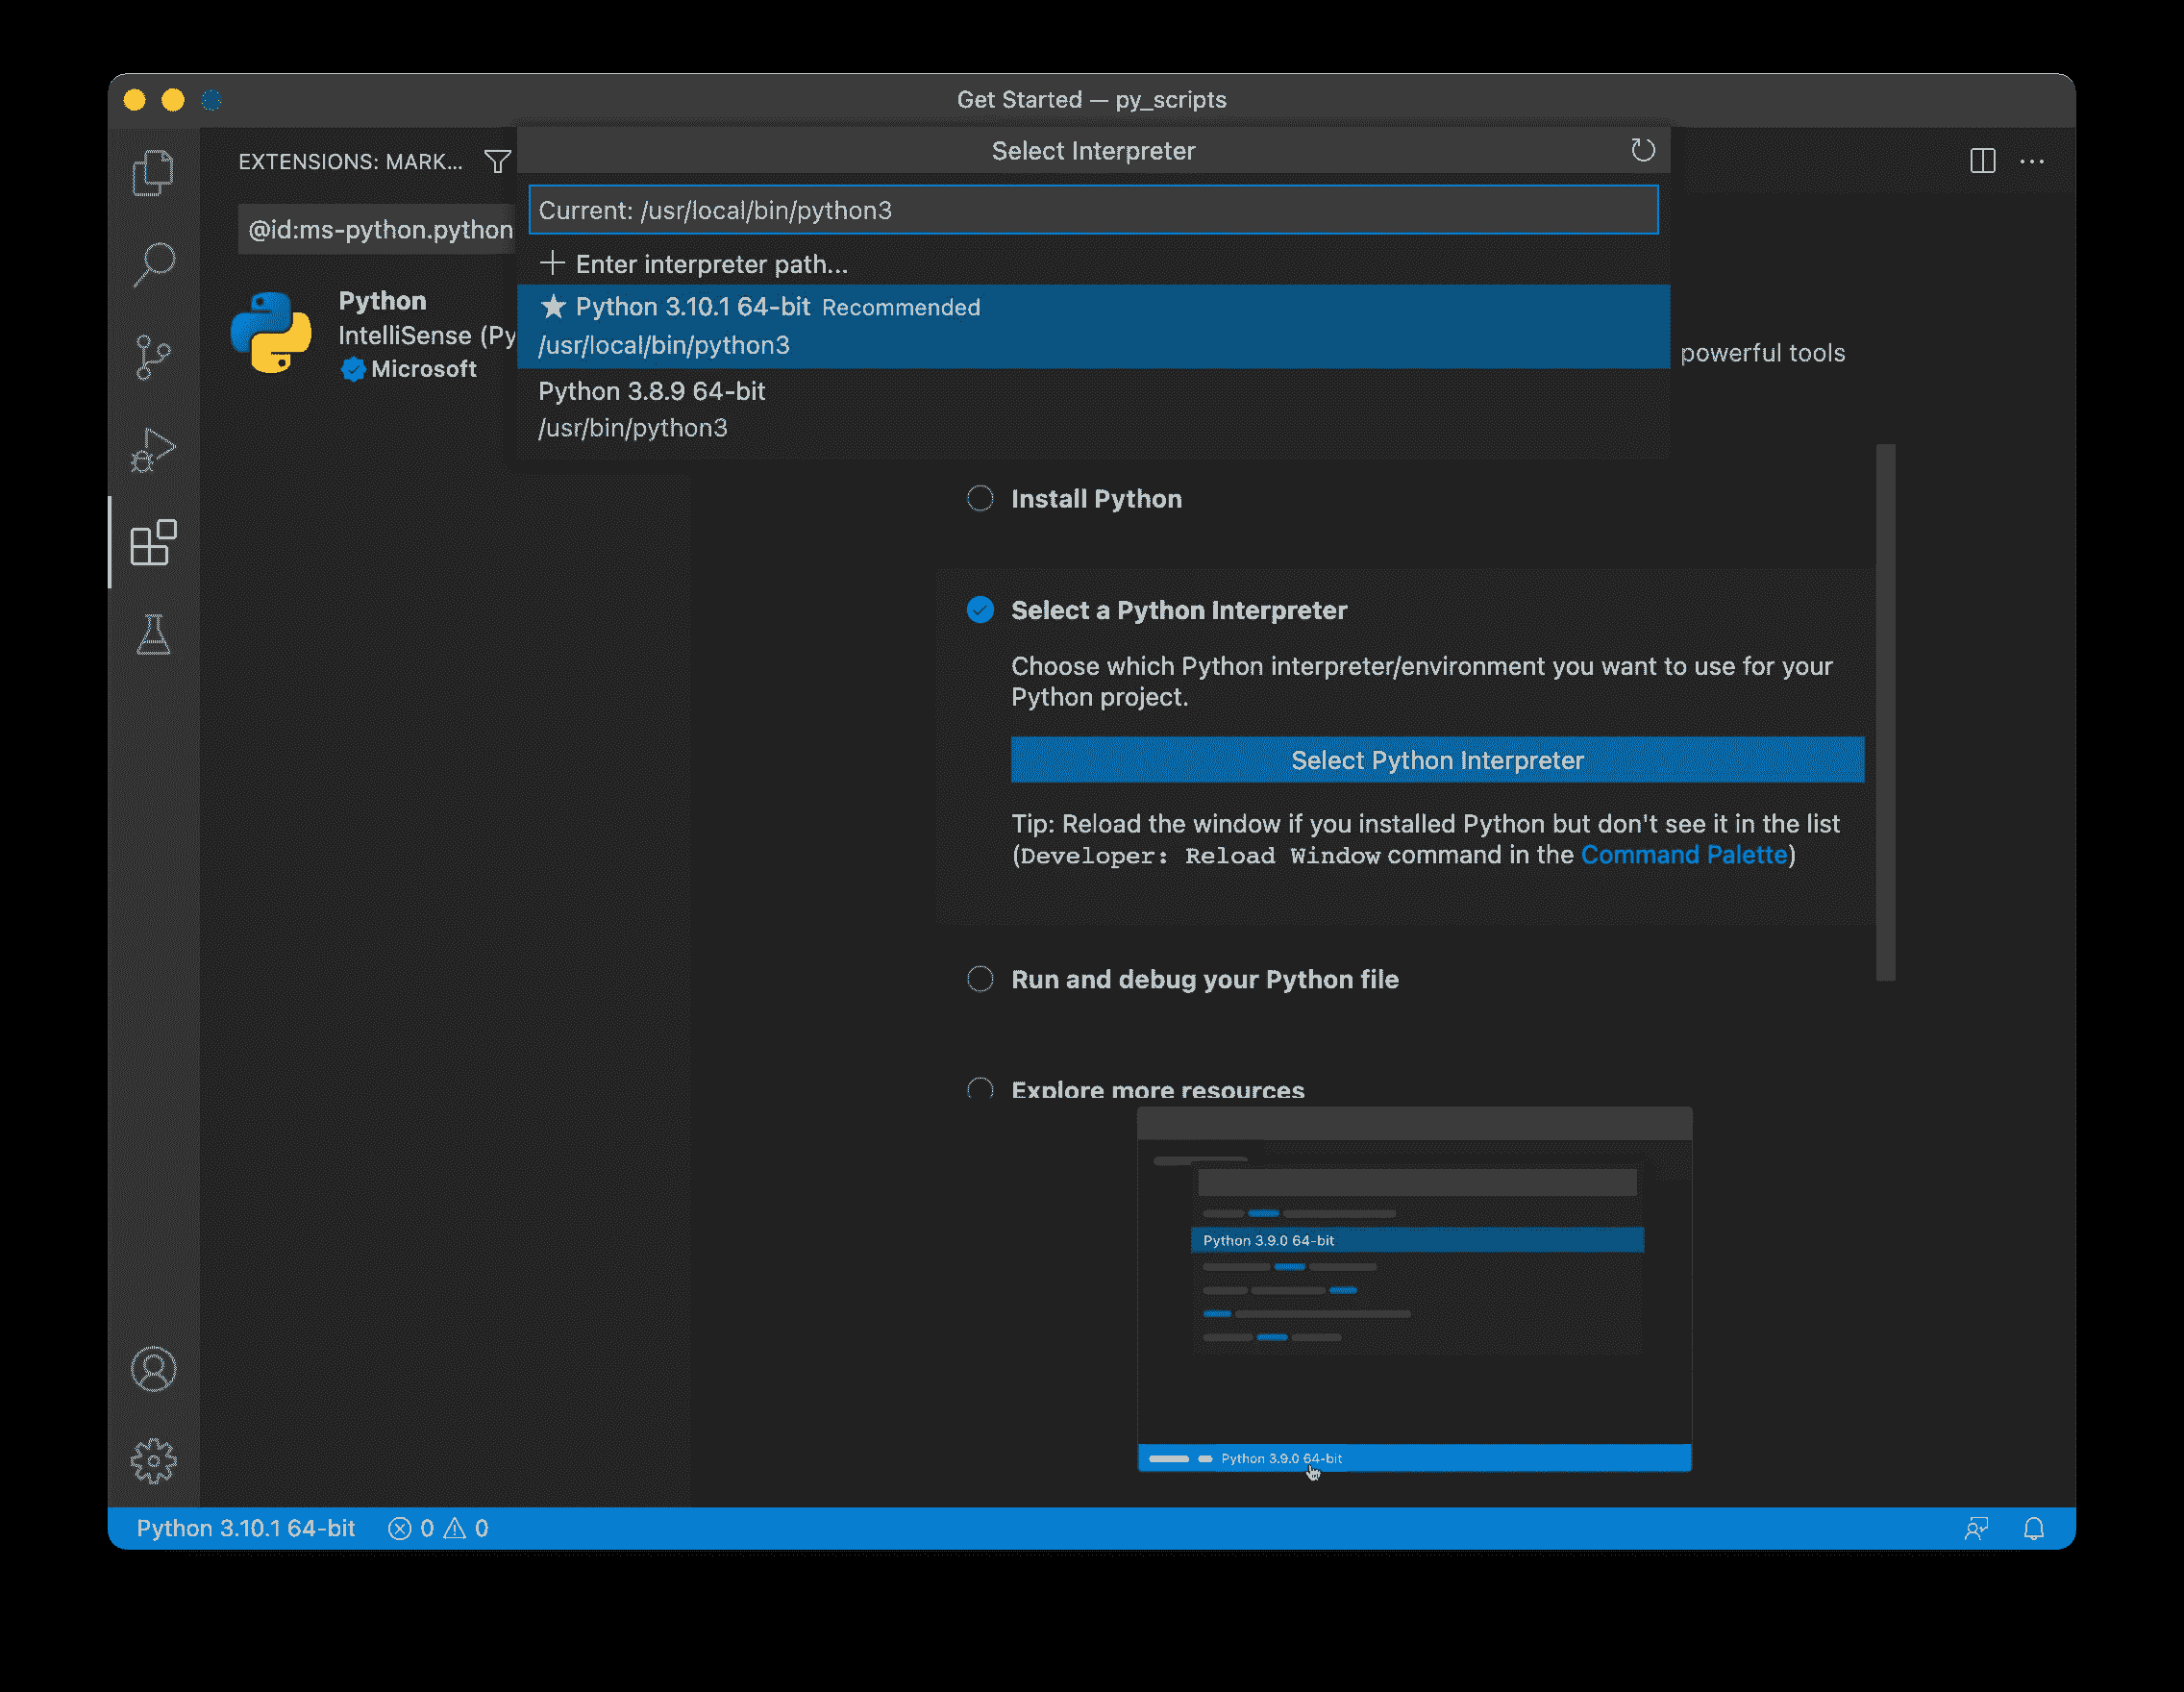 Get Started — py_scripts
EXTENSIONS: MARK...
Select Interpreter
@id:ms-python.python
Current: /usr/local/bin/python3
Enter interpreter path...
Python 3.10.1 64-bit Recommended
/usr/local/bin/python3
Python 3.8.9 64-bit
/usr/bin/python3
Python
IntelliSense (Py
Microsoft
powerful tools
Install Python
Select a Python Interpreter
Choose which Python interpreter/environment you want to use for your
Python project.
Select Python Interpreter
Tip: Reload the window if you installed Python but don't see it in the list
(Developer: Reload Window command in the Command Palette)
Run and debug your Python file
Explore more resources
Python 3.9.0 64-bit
Python 3.9.0 64-bit
Python 3.10.1 64-bit 0 0